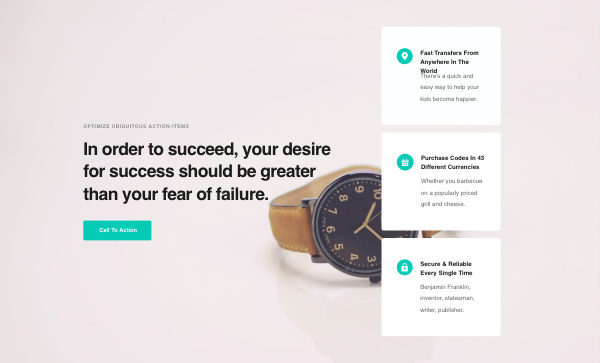 OPTIMIZE UBIQUITOUS ACTION-ITEMS
In order to succeed, your desire
for success should be greater
than your fear of failure.
Call To Action
Fast Transfers From
Anywhere In The
World
There's a quick and
easy way to help your
kids become happier.
Purchase Codes In 43
Different Currencies
Whether you barbecue
on a popularly priced
grill and cheese.
Secure & Reliable
Every Single Time
Benjamin Franklin,
inventor, statesman,
writer, publisher.